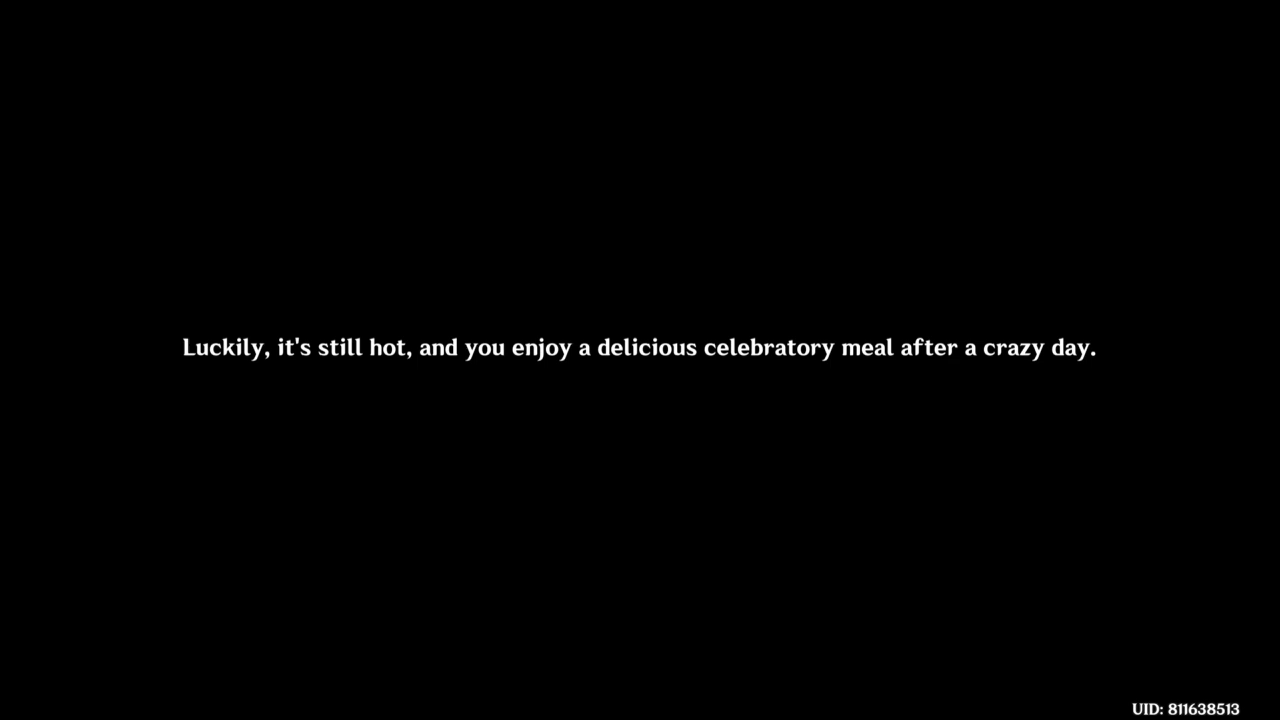 Luckily, it's still hot, and you enjoy a delicious celebratory meal after a crazy day.
UID: 811638513